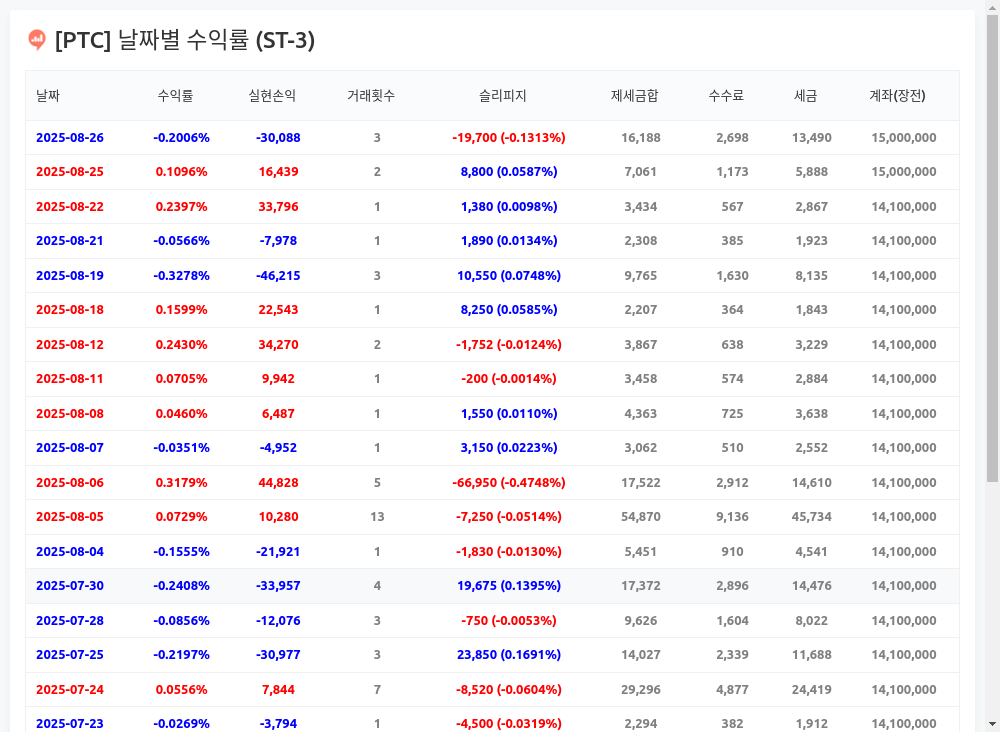 [PTC] 날짜별 수익률 (ST-3)
날짜 수익률 실현손익 거래횟수 슬리피지 제세금합 수수료 세금 계좌(장전)
2025-08-26 -0.2006% -30,088 3 -19,700 (-0.1313%) 16,188 2,698 13,490 15,000,000
2025-08-25 0.1096% 16,439 2 8,800 (0.0587%) 7,061 1,173 5,888 15,000,000
2025-08-22 0.2397% 33,796 1 1,380 (0.0098%) 3,434 567 2,867 14,100,000
2025-08-21 -0.0566% -7,978 1 1,890 (0.0134%) 2,308 385 1,923 14,100,000
2025-08-19 -0.3278% -46,215 3 10,550 (0.0748%) 9,765 1,630 8,135 14,100,000
2025-08-18 0.1599% 22,543 1 8,250 (0.0585%) 2,207 364 1,843 14,100,000
2025-08-12 0.2430% 34,270 2 -1,752 (-0.0124%) 3,867 638 3,229 14,100,000
2025-08-11 0.0705% 9,942 1 -200 (-0.0014%) 3,458 574 2,884 14,100,000
2025-08-08 0.0460% 6,487 1 1,550 (0.0110%) 4,363 725 3,638 14,100,000
2025-08-07 -0.0351% -4,952 1 3,150 (0.0223%) 3,062 510 2,552 14,100,000
2025-08-06 0.3179% 44,828 5 -66,950 (-0.4748%) 17,522 2,912 14,610 14,100,000
2025-08-05 0.0729% 10,280 13 -7,250 (-0.0514%) 54,870 9,136 45,734 14,100,000
2025-08-04 -0.1555% -21,921 1 -1,830 (-0.0130%) 5,451 910 4,541 14,100,000
2025-07-30 -0.2408% -33,957 4 19,675 (0.1395%) 17,372 2,896 14,476 14,100,000
2025-07-28 -0.0856% -12,076 3 -750 (-0.0053%) 9,626 1,604 8,022 14,100,000
2025-07-25 -0.2197% -30,977 3 23,850 (0.1691%) 14,027 2,339 11,688 14,100,000
2025-07-24 0.0556% 7,844 7 -8,520 (-0.0604%) 29,296 4,877 24,419 14,100,000
2025-07-23 -0.0269% -3,794 1 -4,500 (-0.0319%) 2,294 382 1,912 14,100,000